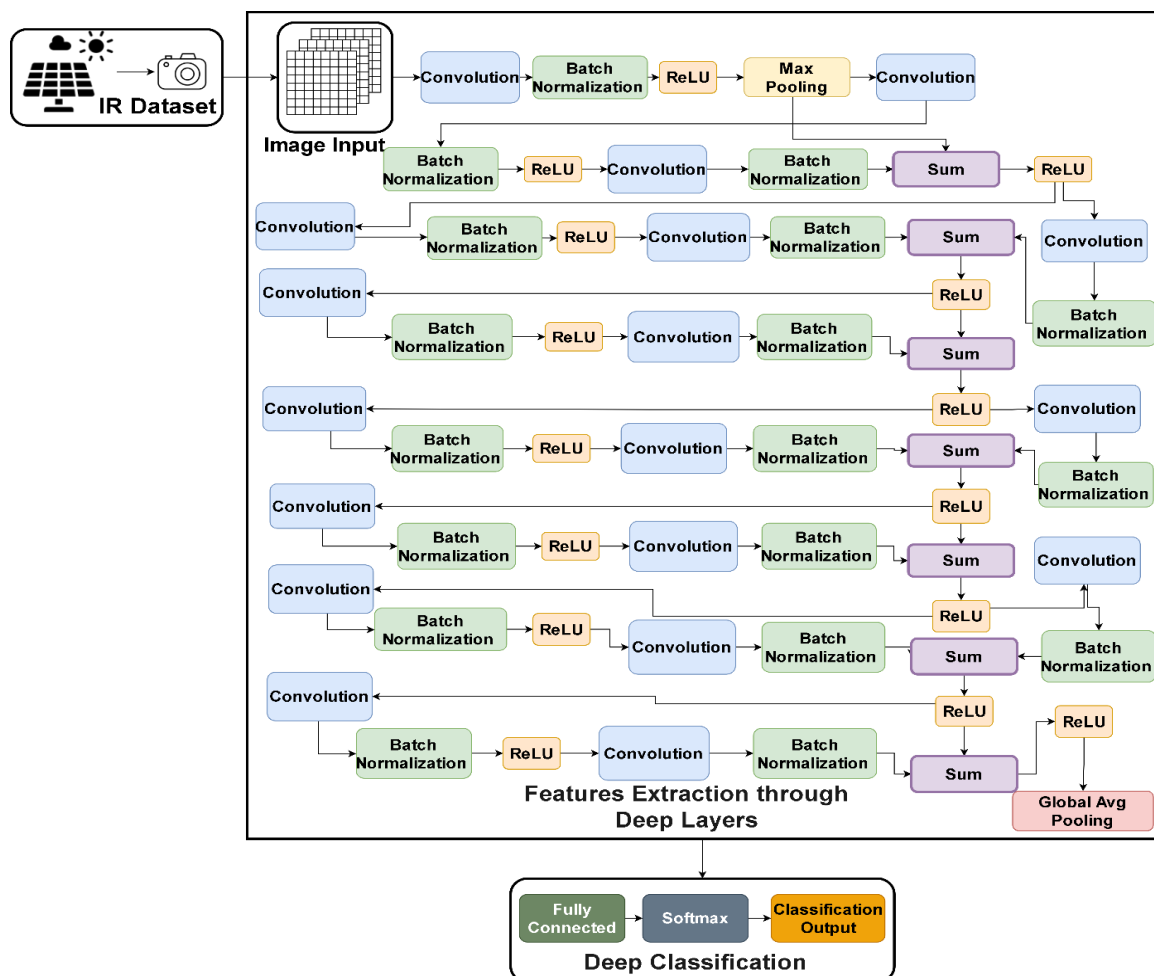 IR Dataset
Image Input
Convolution
Batch
Normalization
ReLU
Max
Pooling
Convolution
Batch
Normalization
ReLU
Convolution
Batch
Normalization
Sum
ReLU
Convolution
Batch
Normalization
ReLU
Convolution
Batch
Normalization
Sum
Convolution
Convolution
ReLU
Batch
Normalization
Batch
Normalization
ReLU
Convolution
Batch
Normalization
Sum
Convolution
ReLU
Convolution
Batch
Normalization
ReLU
Convolution
Batch
Normalization
Sum
Batch
Normalization
Convolution
ReLU
Batch
Normalization
ReLU
Convolution
Batch
Normalization
Sum
Convolution
Convolution
ReLU
Batch
Normalization
ReLU
Convolution
Batch
Normalization
Sum
Batch
Normalization
Convolution
ReLU
ReLU
Batch
Normalization
ReLU
Convolution
Batch
Normalization
Sum
Global Avg
Pooling
Features Extraction through
Deep Layers
Fully
Connected
Softmax
Classification
Output
Deep Classification